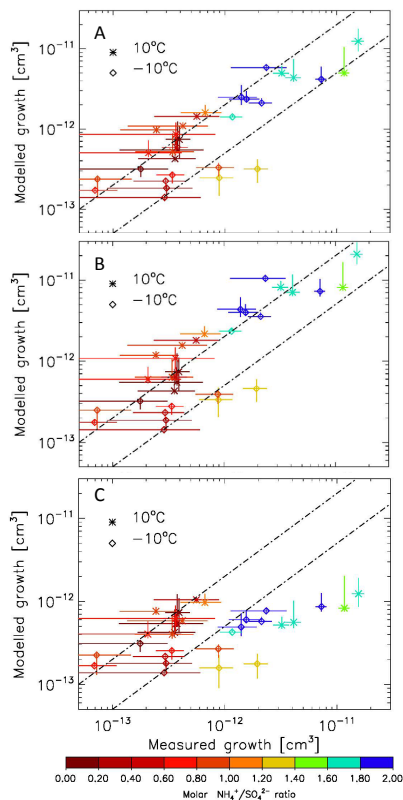 A
10°C
−10°C
10⁻¹¹
10⁻¹²
10⁻¹³
Modelled growth [cm³]
B
10⁻¹¹
10⁻¹²
10⁻¹³
Modelled growth [cm³]
C
10°C
−10°C
10⁻¹¹
10⁻¹²
10⁻¹³
Modelled growth [cm³]
10⁻¹³ 10⁻¹² 10⁻¹¹
Measured growth [cm³]
0.00 0.20 0.40 0.60 0.80 1.00 1.20 1.40 1.60 1.80 2.00
Molar NH₄⁺/SO₄²⁻ ratio